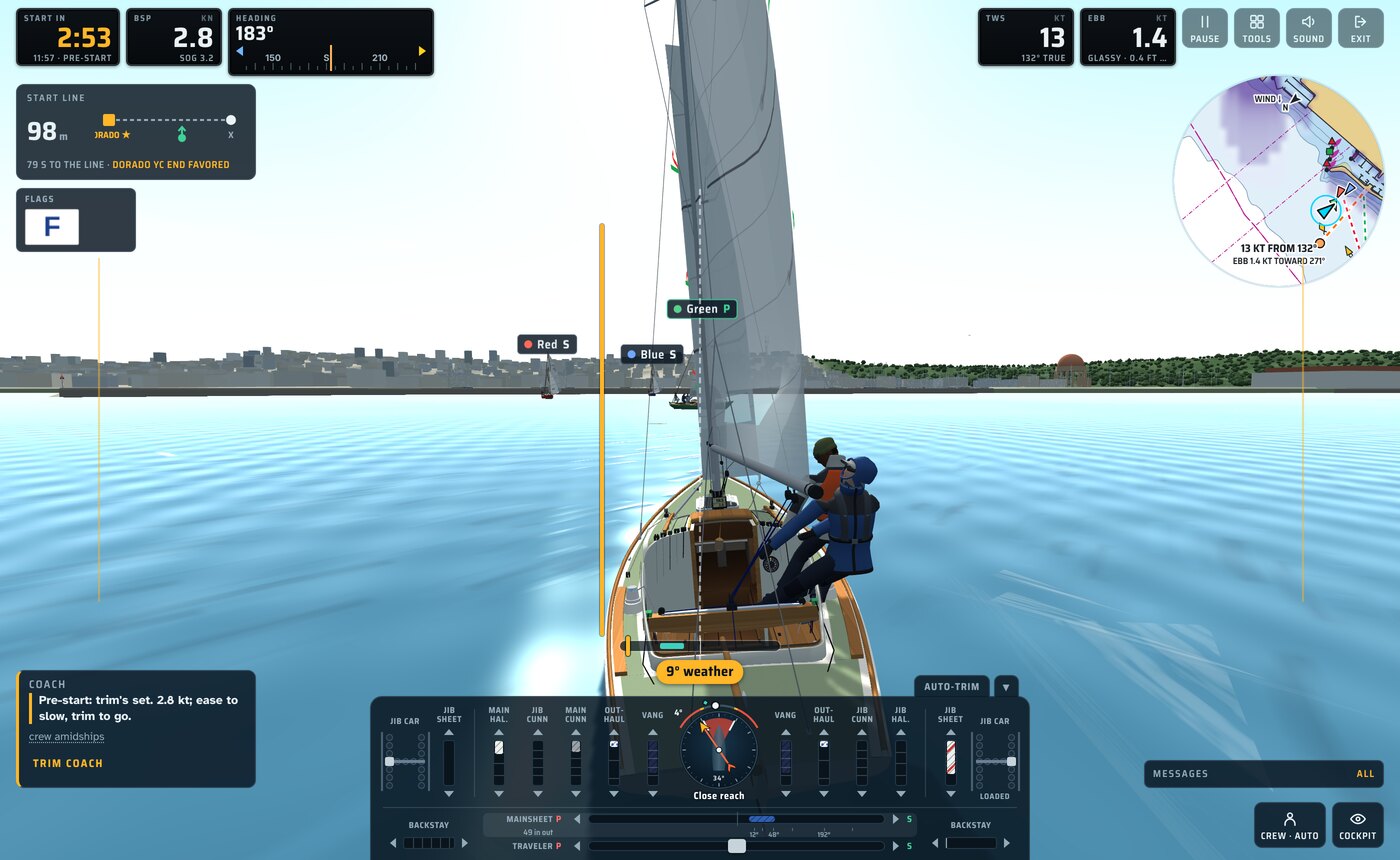 START IN
2:53
11:57 · PRE-START
BSP KN
2.8
SOG 3.2
HEADING
183°
150 S 210
TWS KT
13
132° TRUE
EBB KT
1.4
GLASSY · 0.4 FT ...
PAUSE
TOOLS
SOUND
EXIT
START LINE
98 m
ORADO ★ X
79 S TO THE LINE · DORADO YC END FAVORED
FLAGS
F
WIND
N
13 KT FROM 132°
EBB 1.4 KT TOWARD 271°
Green P
Red S
Blue S
9° weather
COACH
Pre-start: trim's set. 2.8 kt; ease to
slow, trim to go.
crew amidships
TRIM COACH
AUTO-TRIM ▼
JIB CAR
JIB SHEET
MAIN HAL.
JIB CUNN
MAIN CUNN
OUT-HAUL
VANG
4°
34°
Close reach
VANG
OUT-HAUL
JIB CUNN
JIB HAL.
JIB SHEET
JIB CAR
LOADED
BACKSTAY
MAINSHEET P S
49 in out
12° 48° 192°
TRAVELER P S
BACKSTAY
MESSAGES ALL
CREW · AUTO
COCKPIT